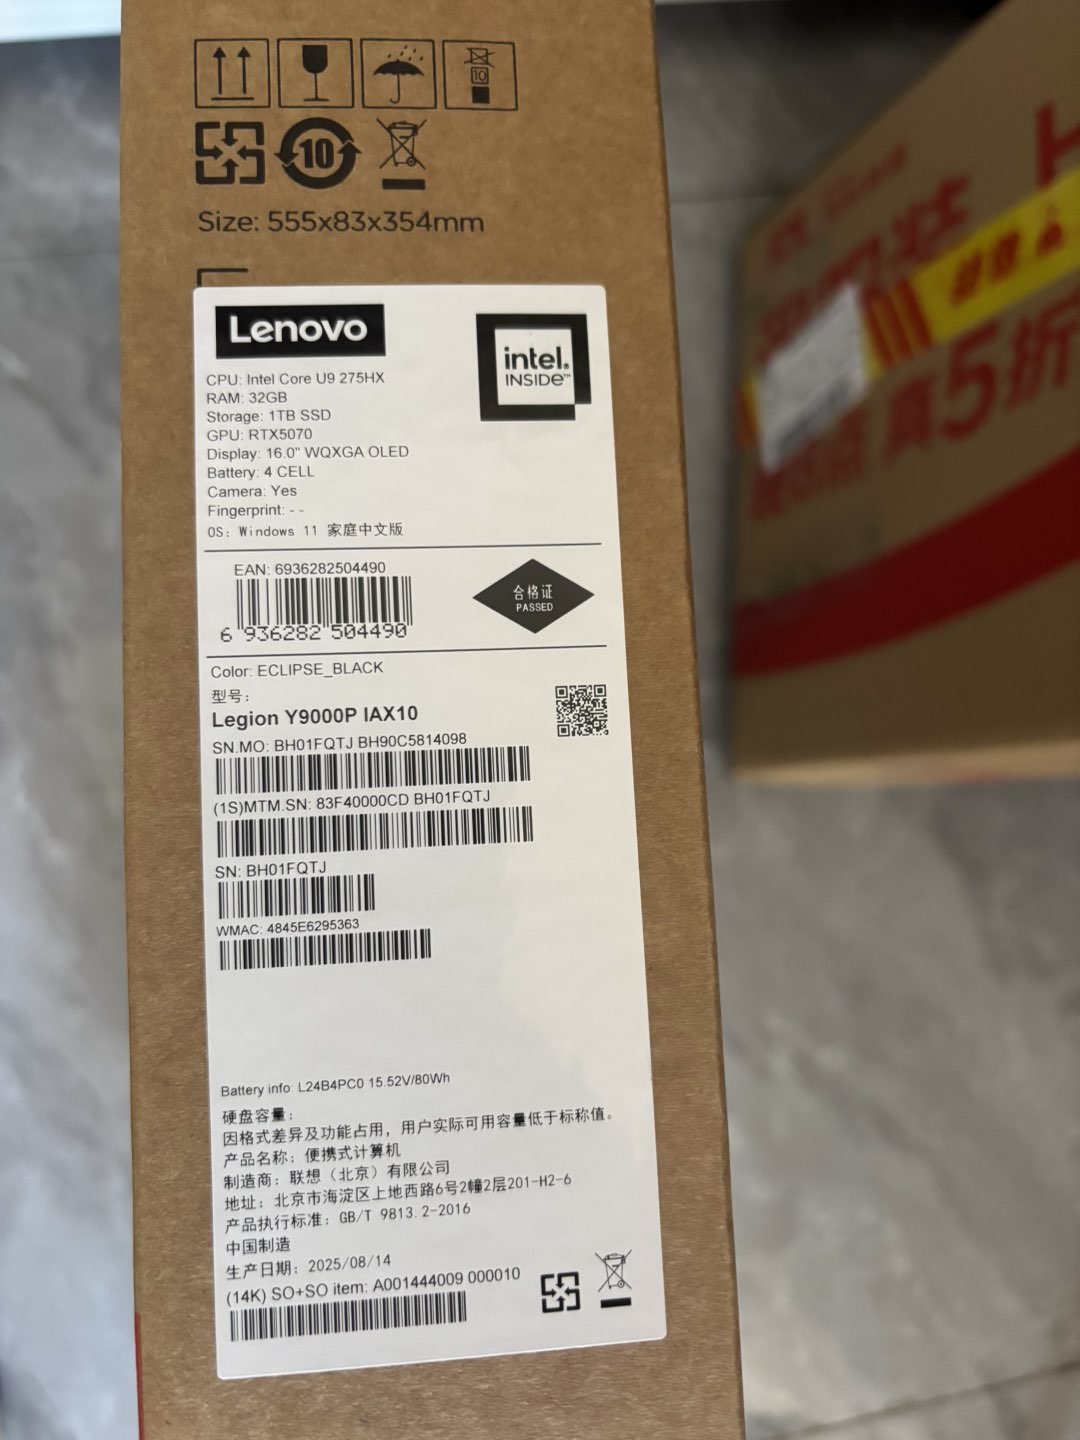 10
10
Size: 555x83x354mm
Lenovo
intel.
INSIDE™
CPU: Intel Core U9 275HX
RAM: 32GB
Storage: 1TB SSD
GPU: RTX5070
Display: 16.0" WQXGA OLED
Battery: 4 CELL
Camera: Yes
Fingerprint: - -
OS: Windows 11 家庭中文版
EAN: 6936282504490
6 936282 504490
合格证
PASSED
Color: ECLIPSE_BLACK
型号:
Legion Y9000P IAX10
SN.MO: BH01FQTJ BH90C5814098
(1S)MTM.SN: 83F40000CD BH01FQTJ
SN: BH01FQTJ
WMAC: 4845E6295363
Battery info: L24B4PC0 15.52V/80Wh
硬盘容量:
因格式差异及功能占用，用户实际可用容量低于标称值。
产品名称: 便携式计算机
制造商: 联想（北京）有限公司
地址: 北京市海淀区上地西路6号2幢2层201-H2-6
产品执行标准: GB/T 9813.2-2016
中国制造
生产日期: 2025/08/14
(14K) SO+SO item: A001444009 000010
真5折